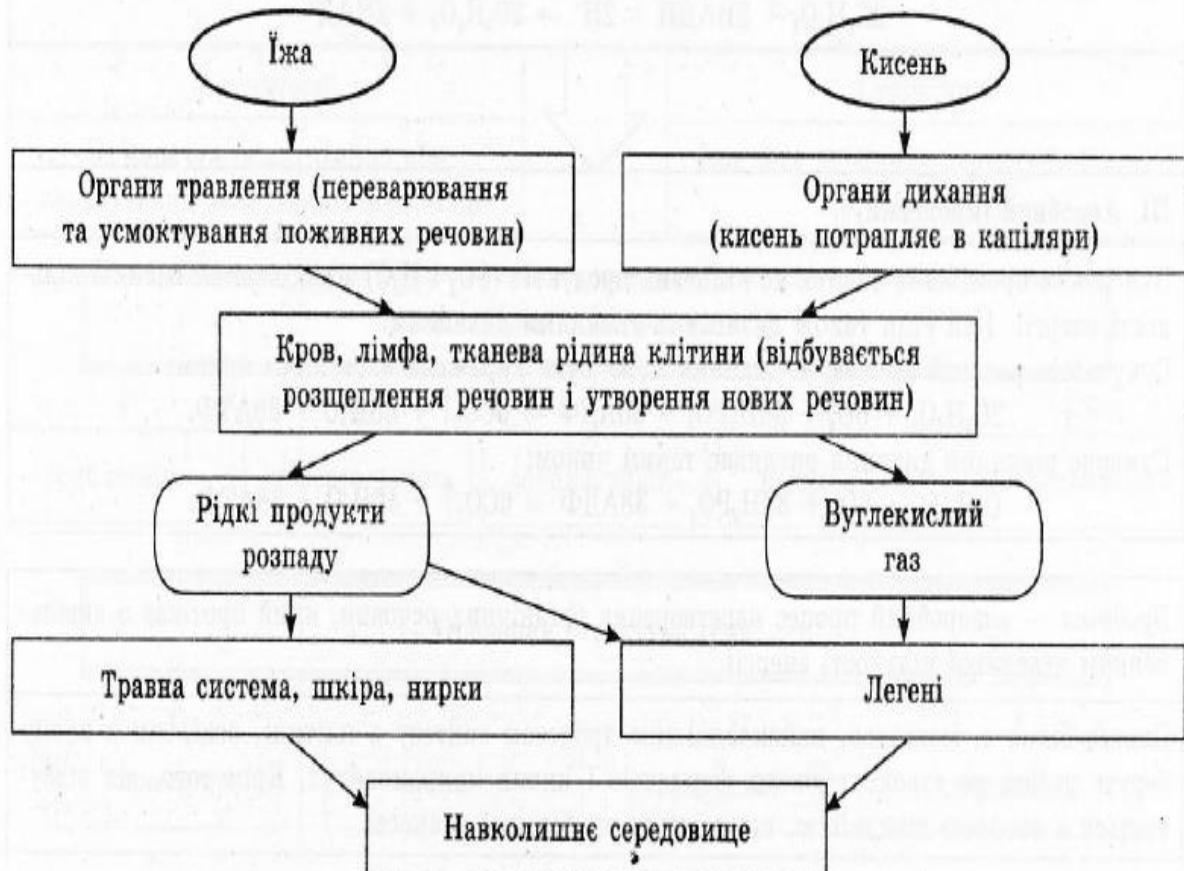 Їжа
Кисень
Органи травлення (переварювання
та усмоктування поживних речовин)
Органи дихання
(кисень потрапляє в капіляри)
Кров, лімфа, тканева рідина клітини (відбувається
розщеплення речовин і утворення нових речовин)
Рідкі продукти
розпаду
Вуглекислий
газ
Травна система, шкіра, нирки
Легені
Навколишнє середовище